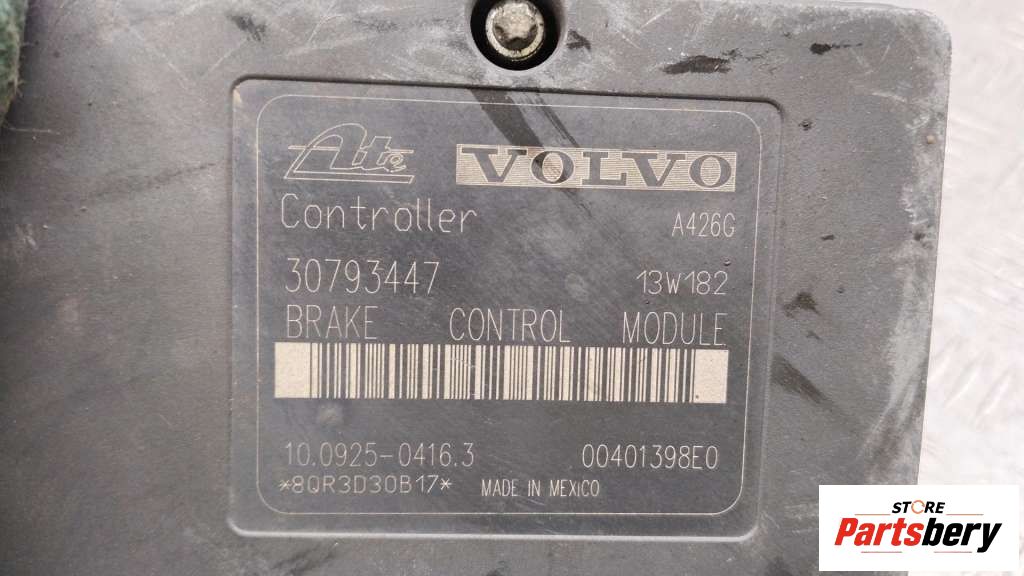 Ate VOLVO
Controller A426G
30793447 13W182
BRAKE CONTROL MODULE
10.0925-0416.3 00401398E0
*8QR3D30B17* MADE IN MEXICO
STORE
Partsbery